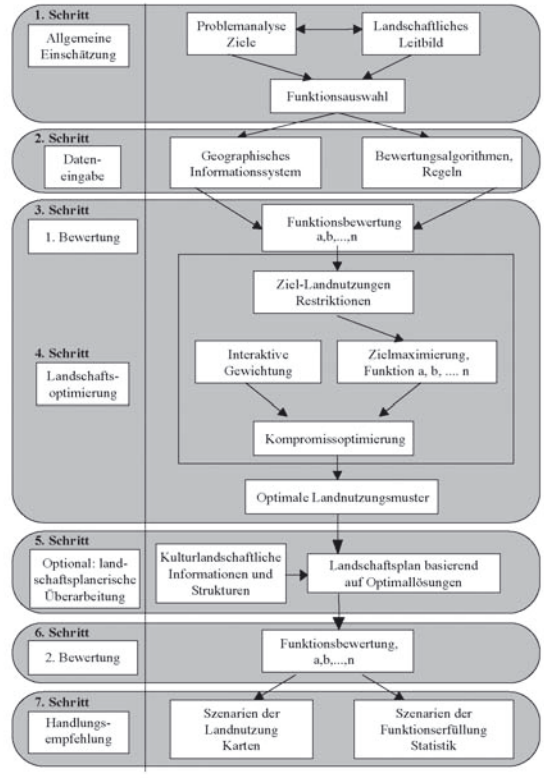 1. Schritt
Allgemeine
Einschätzung
Problemanalyse
Ziele
Landschaftliches
Leitbild
Funktionsauswahl
2. Schritt
Daten-
eingabe
Geographisches
Informationssystem
Bewertungsalgorithmen,
Regeln
3. Schritt
1. Bewertung
Funktionsbewertung
a,b,...,n
Ziel-Landnutzungen
Restriktionen
4. Schritt
Landschafts-
optimierung
Interaktive
Gewichtung
Zielmaximierung,
Funktion a, b, .... n
Kompromissoptimierung
Optimale Landnutzungsmuster
5. Schritt
Optional: land-
schaftsplanerische
Überarbeitung
Kulturlandschaftliche
Informationen und
Strukturen
Landschaftsplan basierend
auf Optimallösungen
6. Schritt
2. Bewertung
Funktionsbewertung,
a,b,...,n
7. Schritt
Handlungs-
empfehlung
Szenarien der
Landnutzung
Karten
Szenarien der
Funktionserfüllung
Statistik